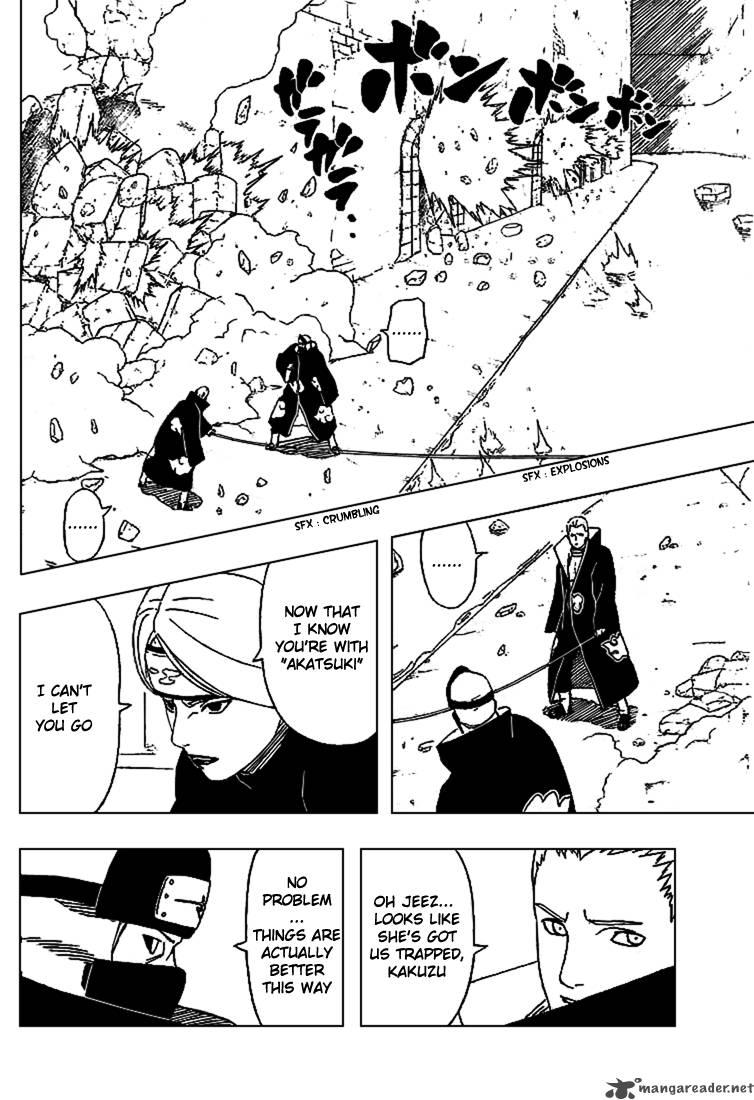 ボン
ボン
ボン
ガラ
ガラ…
......
......
SFX : EXPLOSIONS
SFX : CRUMBLING
......
NOW THAT
I KNOW
YOU'RE WITH
"AKATSUKI"
I CAN'T
LET
YOU GO
OH JEEZ...
LOOKS LIKE
SHE'S GOT
US TRAPPED,
KAKUZU
NO
PROBLEM
...
THINGS ARE
ACTUALLY
BETTER
THIS WAY
mangareader.net